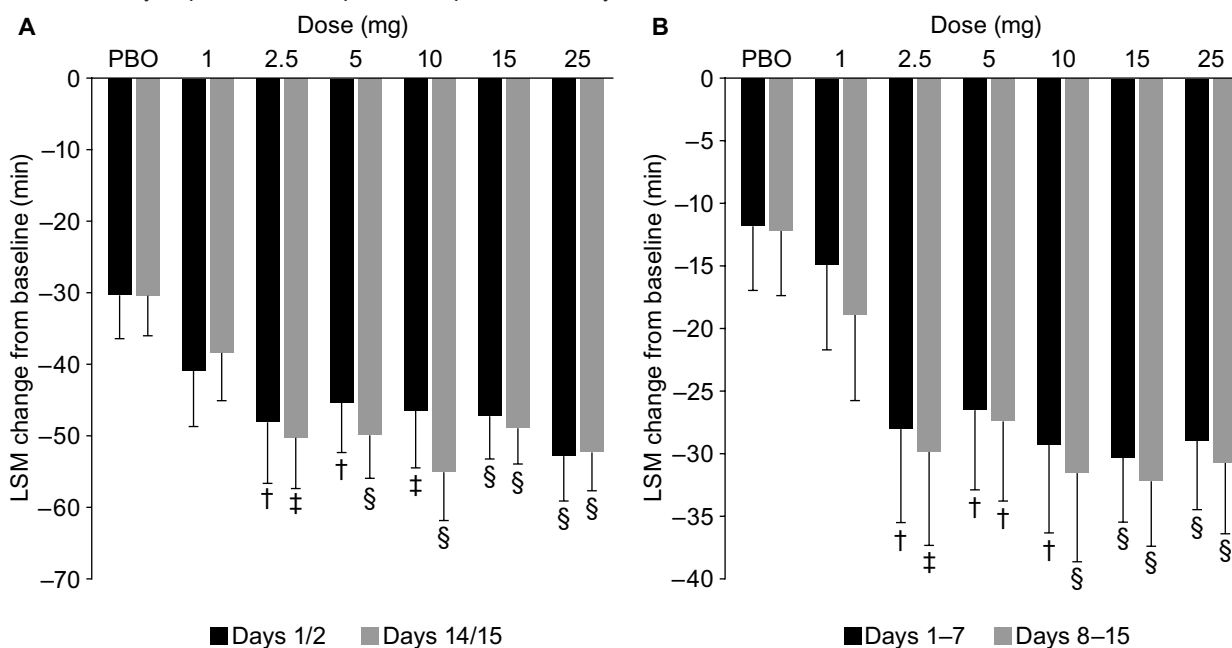 A
Dose (mg)
PBO 1 2.5 5 10 15 25
LSM change from baseline (min)
0
–10
–20
–30
–40
–50
–60
–70
† ‡ † § ‡ § § § § §
Days 1/2 Days 14/15
B
Dose (mg)
PBO 1 2.5 5 10 15 25
LSM change from baseline (min)
0
–5
–10
–15
–20
–25
–30
–35
–40
† ‡ † † † § § § § §
Days 1–7 Days 8–15